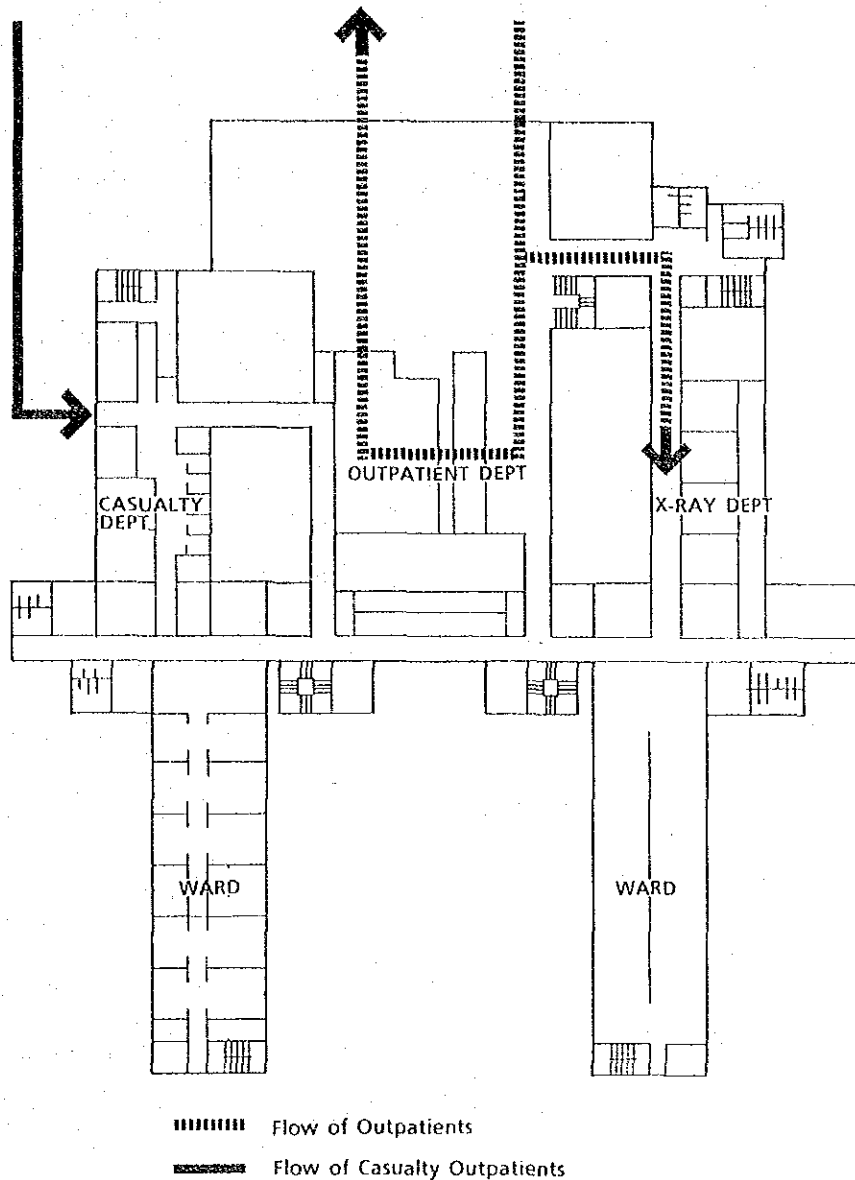 OUTPATIENT DEPT
CASUALTY
DEPT.
X-RAY DEPT
WARD
WARD
Flow of Outpatients
Flow of Casualty Outpatients